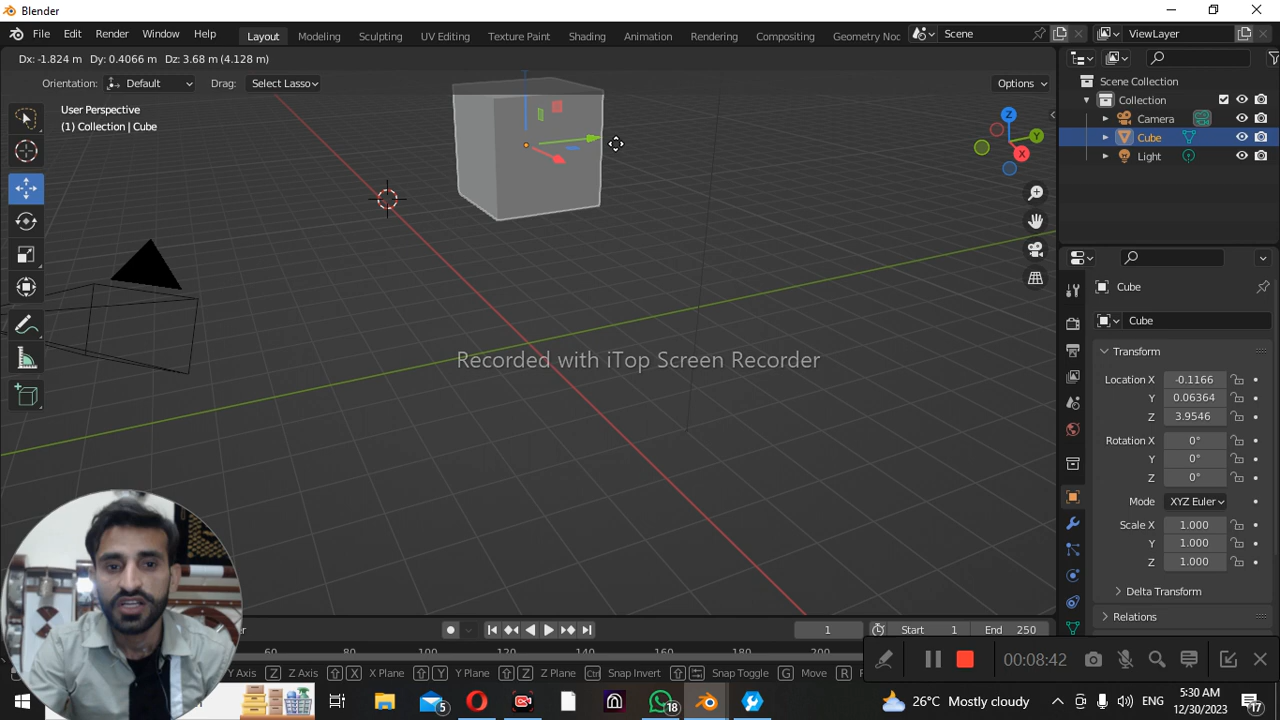 Blender
File Edit Render Window Help Layout Modeling Sculpting UV Editing Texture Paint Shading Animation Rendering Compositing Geometry Noc Scene ViewLayer
Dx: -1.824 m Dy: 0.4066 m Dz: 3.68 m (4.128 m)
Orientation: Default Drag: Select Lasso Options
User Perspective
(1) Collection | Cube
Z
Y
X
Scene Collection
Collection
Camera
Cube
Light
Cube
Cube
Transform
Location X -0.1166
Y 0.06364
Z 3.9546
Rotation X 0°
Y 0°
Z 0°
Mode XYZ Euler
Scale X 1.000
Y 1.000
Z 1.000
Delta Transform
Relations
Recorded with iTop Screen Recorder
1 Start 1 End 250
60 80 100 120 140 160 180 200
Y Axis Z Z Axis X X Plane Y Y Plane Z Z Plane Ctrl Snap Invert Snap Toggle G Move R
00:08:42
5 18 26°C Mostly cloudy ENG 5:30 AM
12/30/2023 17